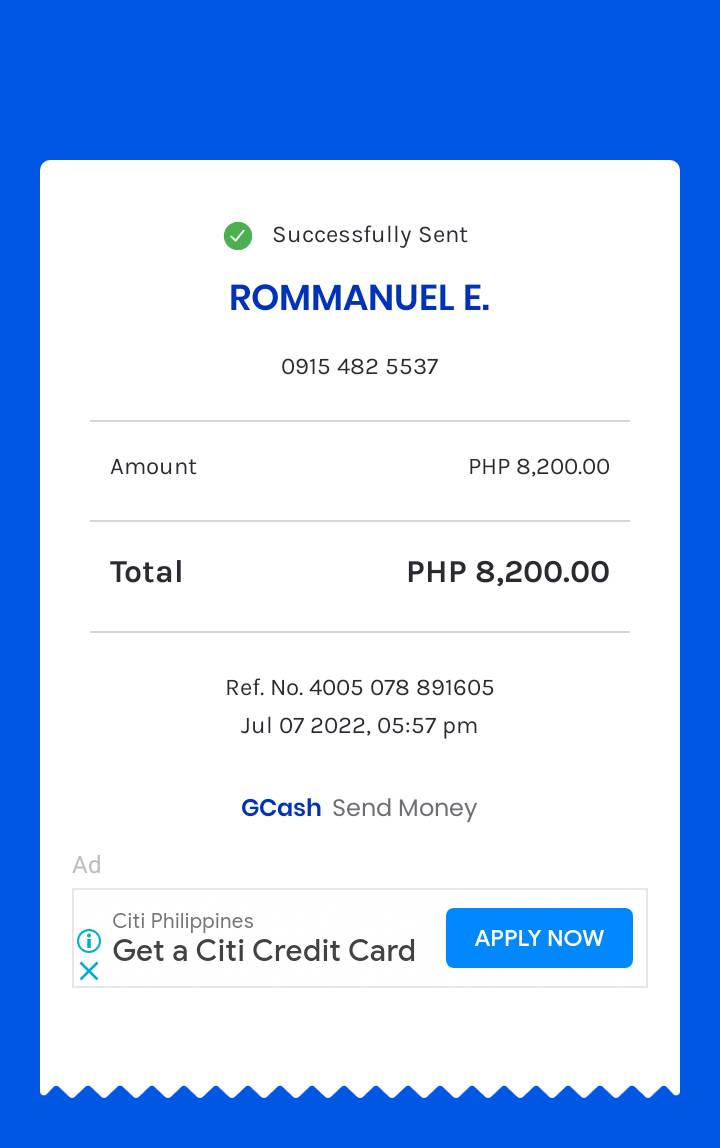 Successfully Sent
ROMMANUEL E.
0915 482 5537
Amount PHP 8,200.00
Total PHP 8,200.00
Ref. No. 4005 078 891605
Jul 07 2022, 05:57 pm
GCash Send Money
Ad
Citi Philippines
Get a Citi Credit Card
APPLY NOW